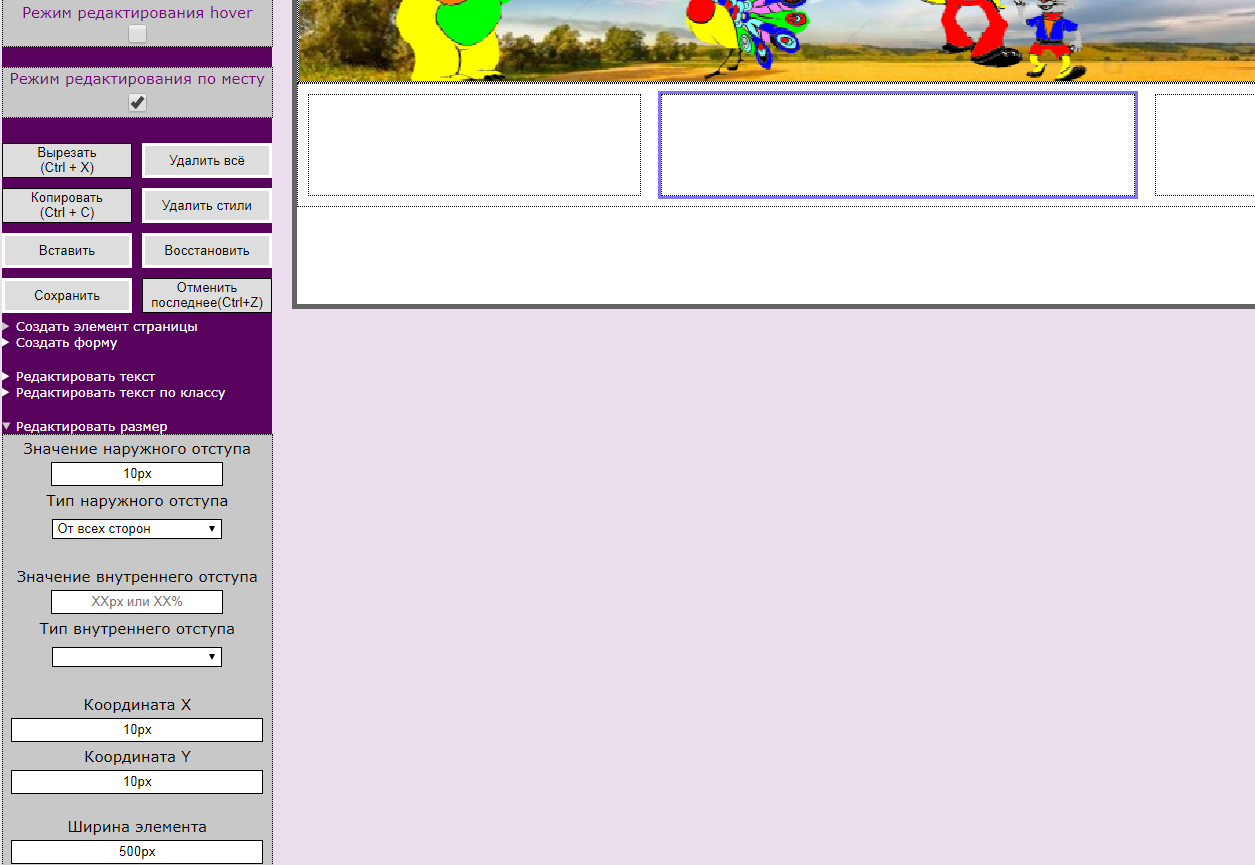 Режим редактирования hover
Режим редактирования по месту
Вырезать
(Ctrl + X)
Удалить всё
Копировать
(Ctrl + C)
Удалить стили
Вставить
Восстановить
Сохранить
Отменить
последнее(Ctrl+Z)
Создать элемент страницы
Создать форму
Редактировать текст
Редактировать текст по классу
Редактировать размер
Значение наружного отступа
10px
Тип наружного отступа
От всех сторон
Значение внутреннего отступа
XXpx или XX%
Тип внутреннего отступа
Координата X
10px
Координата Y
10px
Ширина элемента
500px